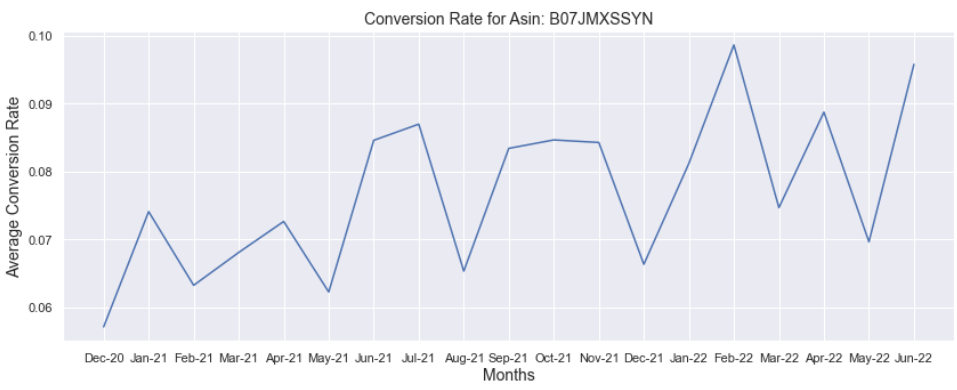 Conversion Rate for Asin: B07JMXSSYN
0.10
0.09
0.08
0.07
0.06
Average Conversion Rate
Dec-20 Jan-21 Feb-21 Mar-21 Apr-21 May-21 Jun-21 Jul-21 Aug-21 Sep-21 Oct-21 Nov-21 Dec-21 Jan-22 Feb-22 Mar-22 Apr-22 May-22 Jun-22
Months